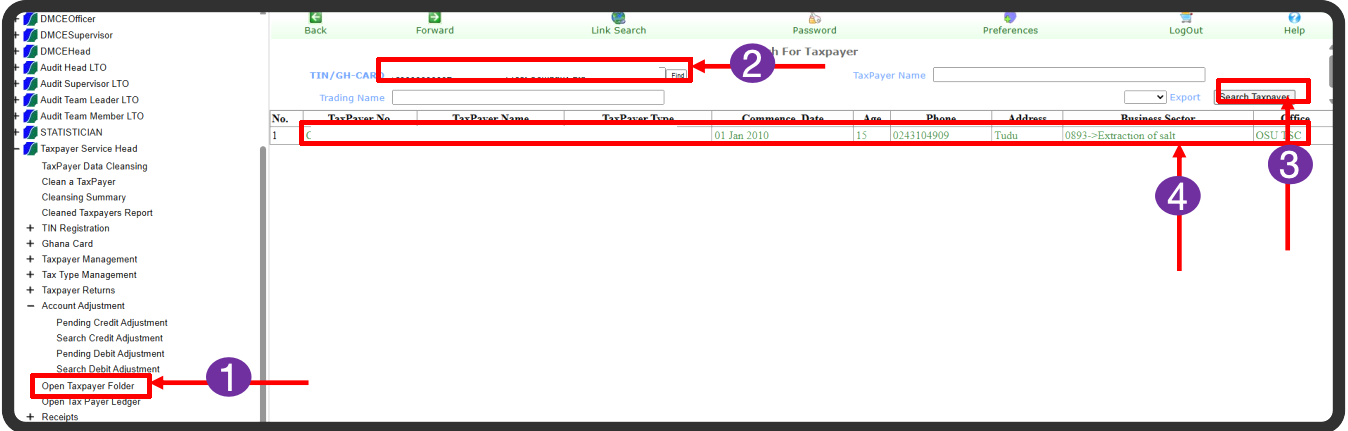 DMCEOfficer
DMCESupervisor
DMCEHead
Audit Head LTO
Audit Supervisor LTO
Audit Team Leader LTO
Audit Team Member LTO
STATISTICIAN
Taxpayer Service Head
TaxPayer Data Cleansing
Clean a TaxPayer
Cleansing Summary
Cleaned Taxpayers Report
TIN Registration
Ghana Card
Taxpayer Management
Tax Type Management
Taxpayer Returns
Account Adjustment
Pending Credit Adjustment
Search Credit Adjustment
Pending Debit Adjustment
Search Debit Adjustment
Open Taxpayer Folder
Open Tax Payer Ledger
Receipts
1
Back Forward Link Search Password Preferences LogOut Help
For Taxpayer
TIN/GH-CARD Find 2 TaxPayer Name
Trading Name Export Search Taxpayer
No. TaxPayer No TaxPayer Name TaxPayer Type Commence. Date Age Phone Address Business Sector Office
1 01 Jan 2010 15 0243104909 Tudu 0893->Extraction of salt OSU TSC
3
4